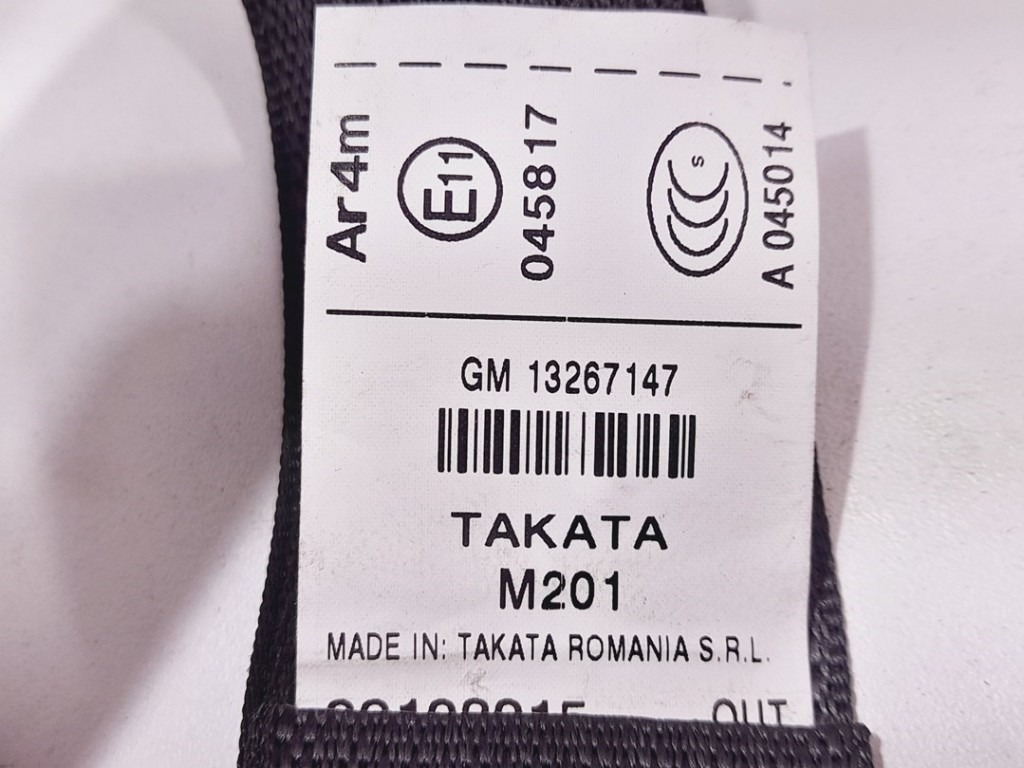 Ar4m
E11
045817
S
A 045014
GM 13267147
TAKATA
M201
MADE IN: TAKATA ROMANIA S.R.L.
OUT